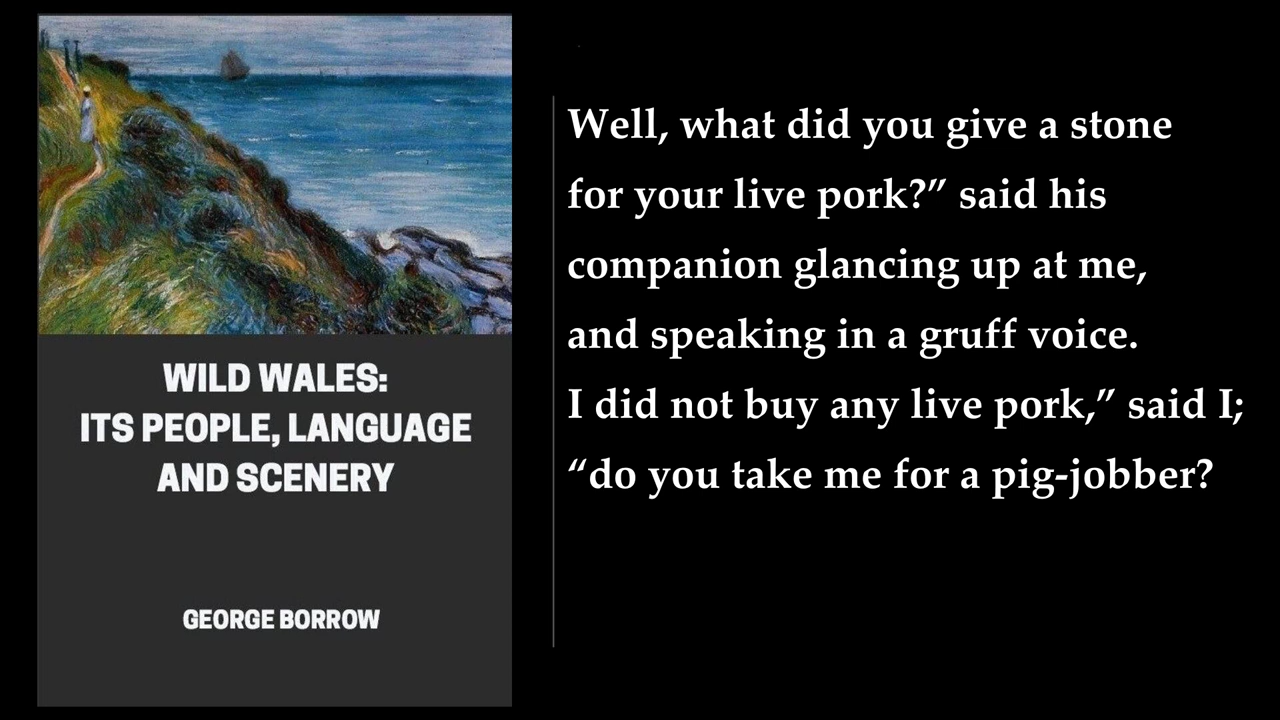 WILD WALES:
ITS PEOPLE, LANGUAGE
AND SCENERY
GEORGE BORROW
Well, what did you give a stone
for your live pork?” said his
companion glancing up at me,
and speaking in a gruff voice.
I did not buy any live pork,” said I;
“do you take me for a pig-jobber?